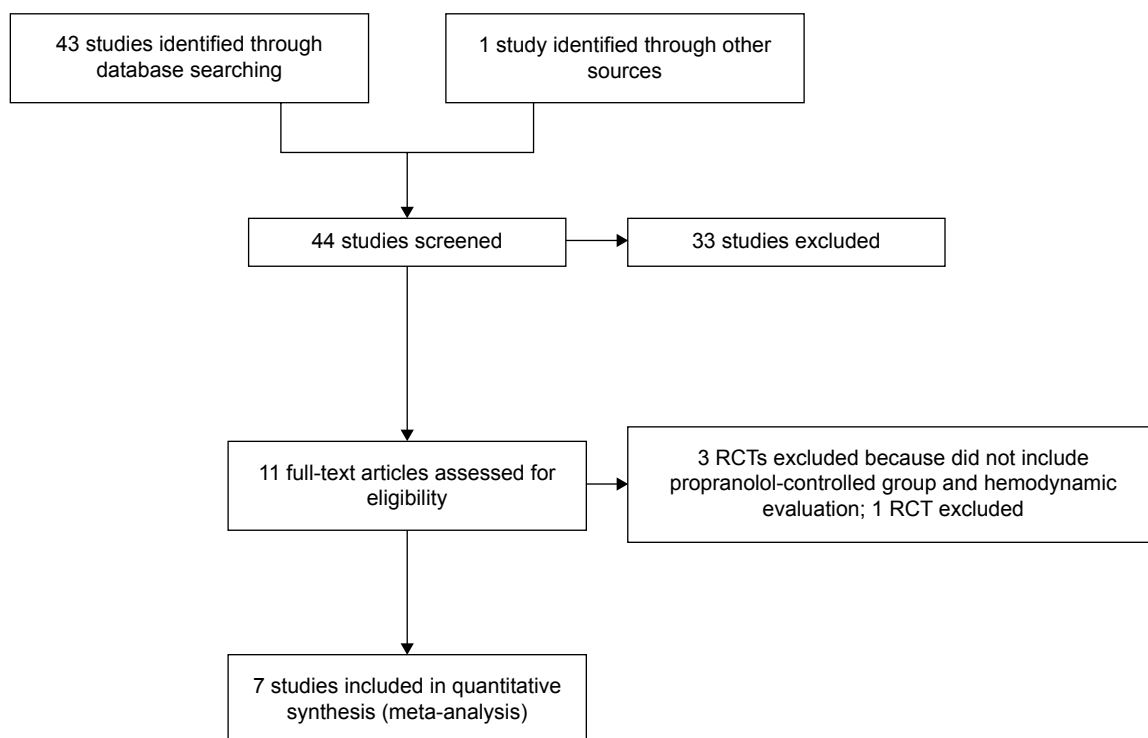 43 studies identified through
database searching
1 study identified through other
sources
44 studies screened
33 studies excluded
11 full-text articles assessed for
eligibility
3 RCTs excluded because did not include
propranolol-controlled group and hemodynamic
evaluation; 1 RCT excluded
7 studies included in quantitative
synthesis (meta-analysis)